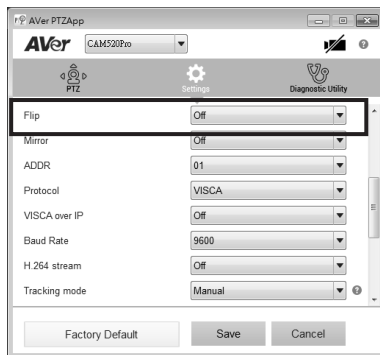 AVer PTZApp
AVer CAM520Pro
PTZ Settings Diagnostic Utility
Flip Off
Mirror Off
ADDR 01
Protocol VISCA
VISCA over IP Off
Baud Rate 9600
H.264 stream Off
Tracking mode Manual
Factory Default Save Cancel